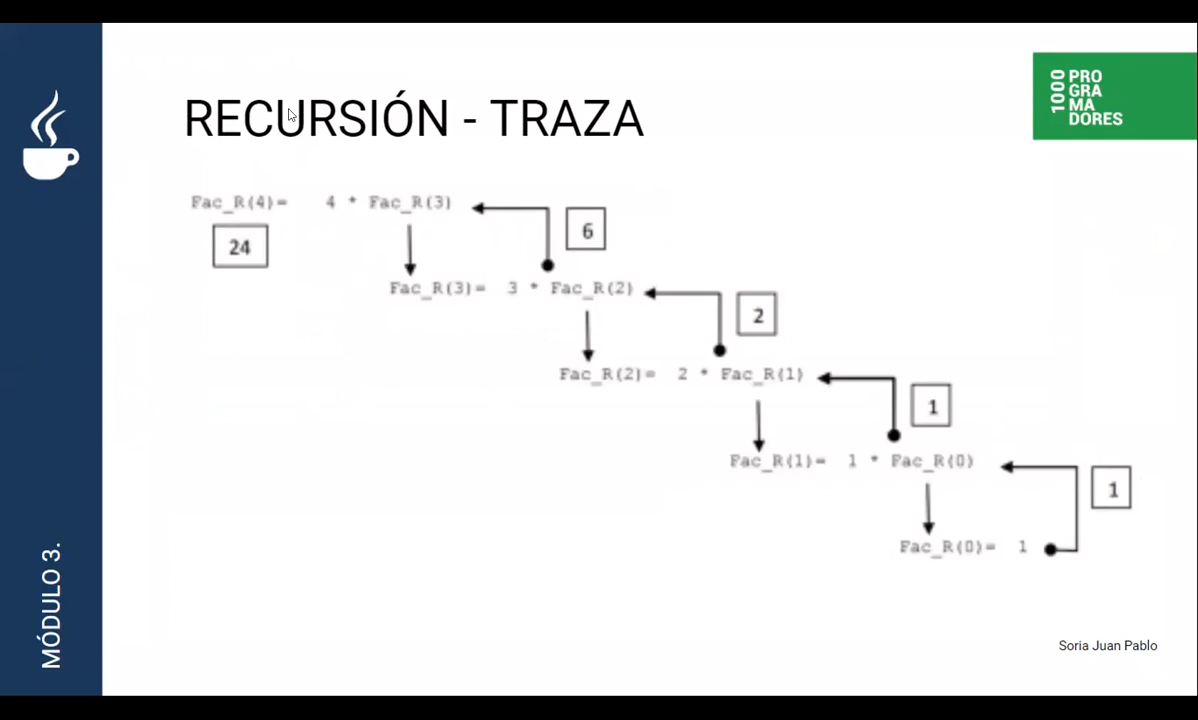 RECURSIÓN - TRAZA
1000
PRO
GRA
MA
DORES
Fac_R(4)= 4 * Fac_R(3)
24
6
Fac_R(3)= 3 * Fac_R(2)
2
Fac_R(2)= 2 * Fac_R(1)
1
Fac_R(1)= 1 * Fac_R(0)
1
Fac_R(0)= 1
MÓDULO 3.
Soria Juan Pablo